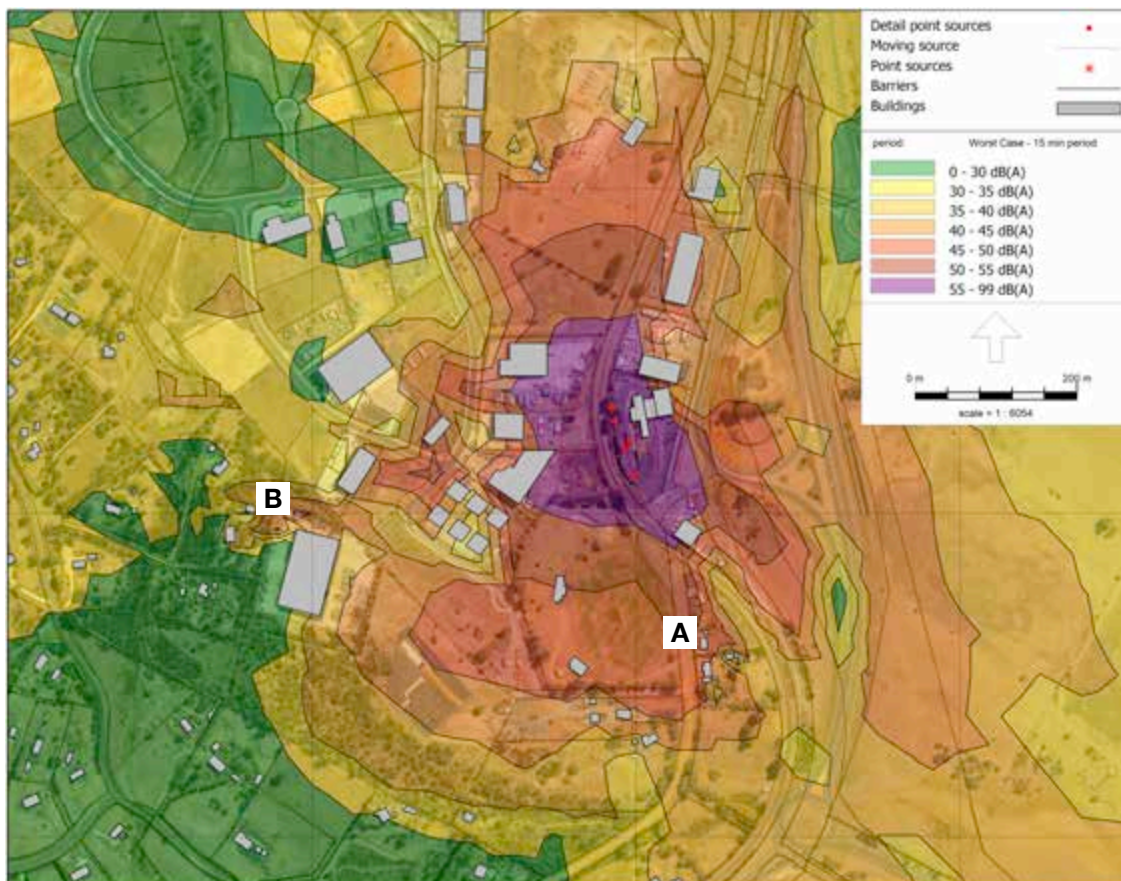 Detail point sources
Moving source
Point sources
Barriers
Buildings
period: Worst Case - 15 min period
0 - 30 dB(A)
30 - 35 dB(A)
35 - 40 dB(A)
40 - 45 dB(A)
45 - 50 dB(A)
50 - 55 dB(A)
55 - 99 dB(A)
0 m 200 m
scale = 1 : 6054
B
A